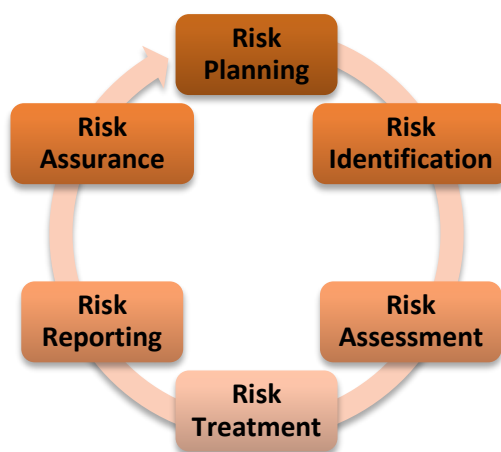 Risk
Planning
Risk
Identification
Risk
Assessment
Risk
Treatment
Risk
Reporting
Risk
Assurance